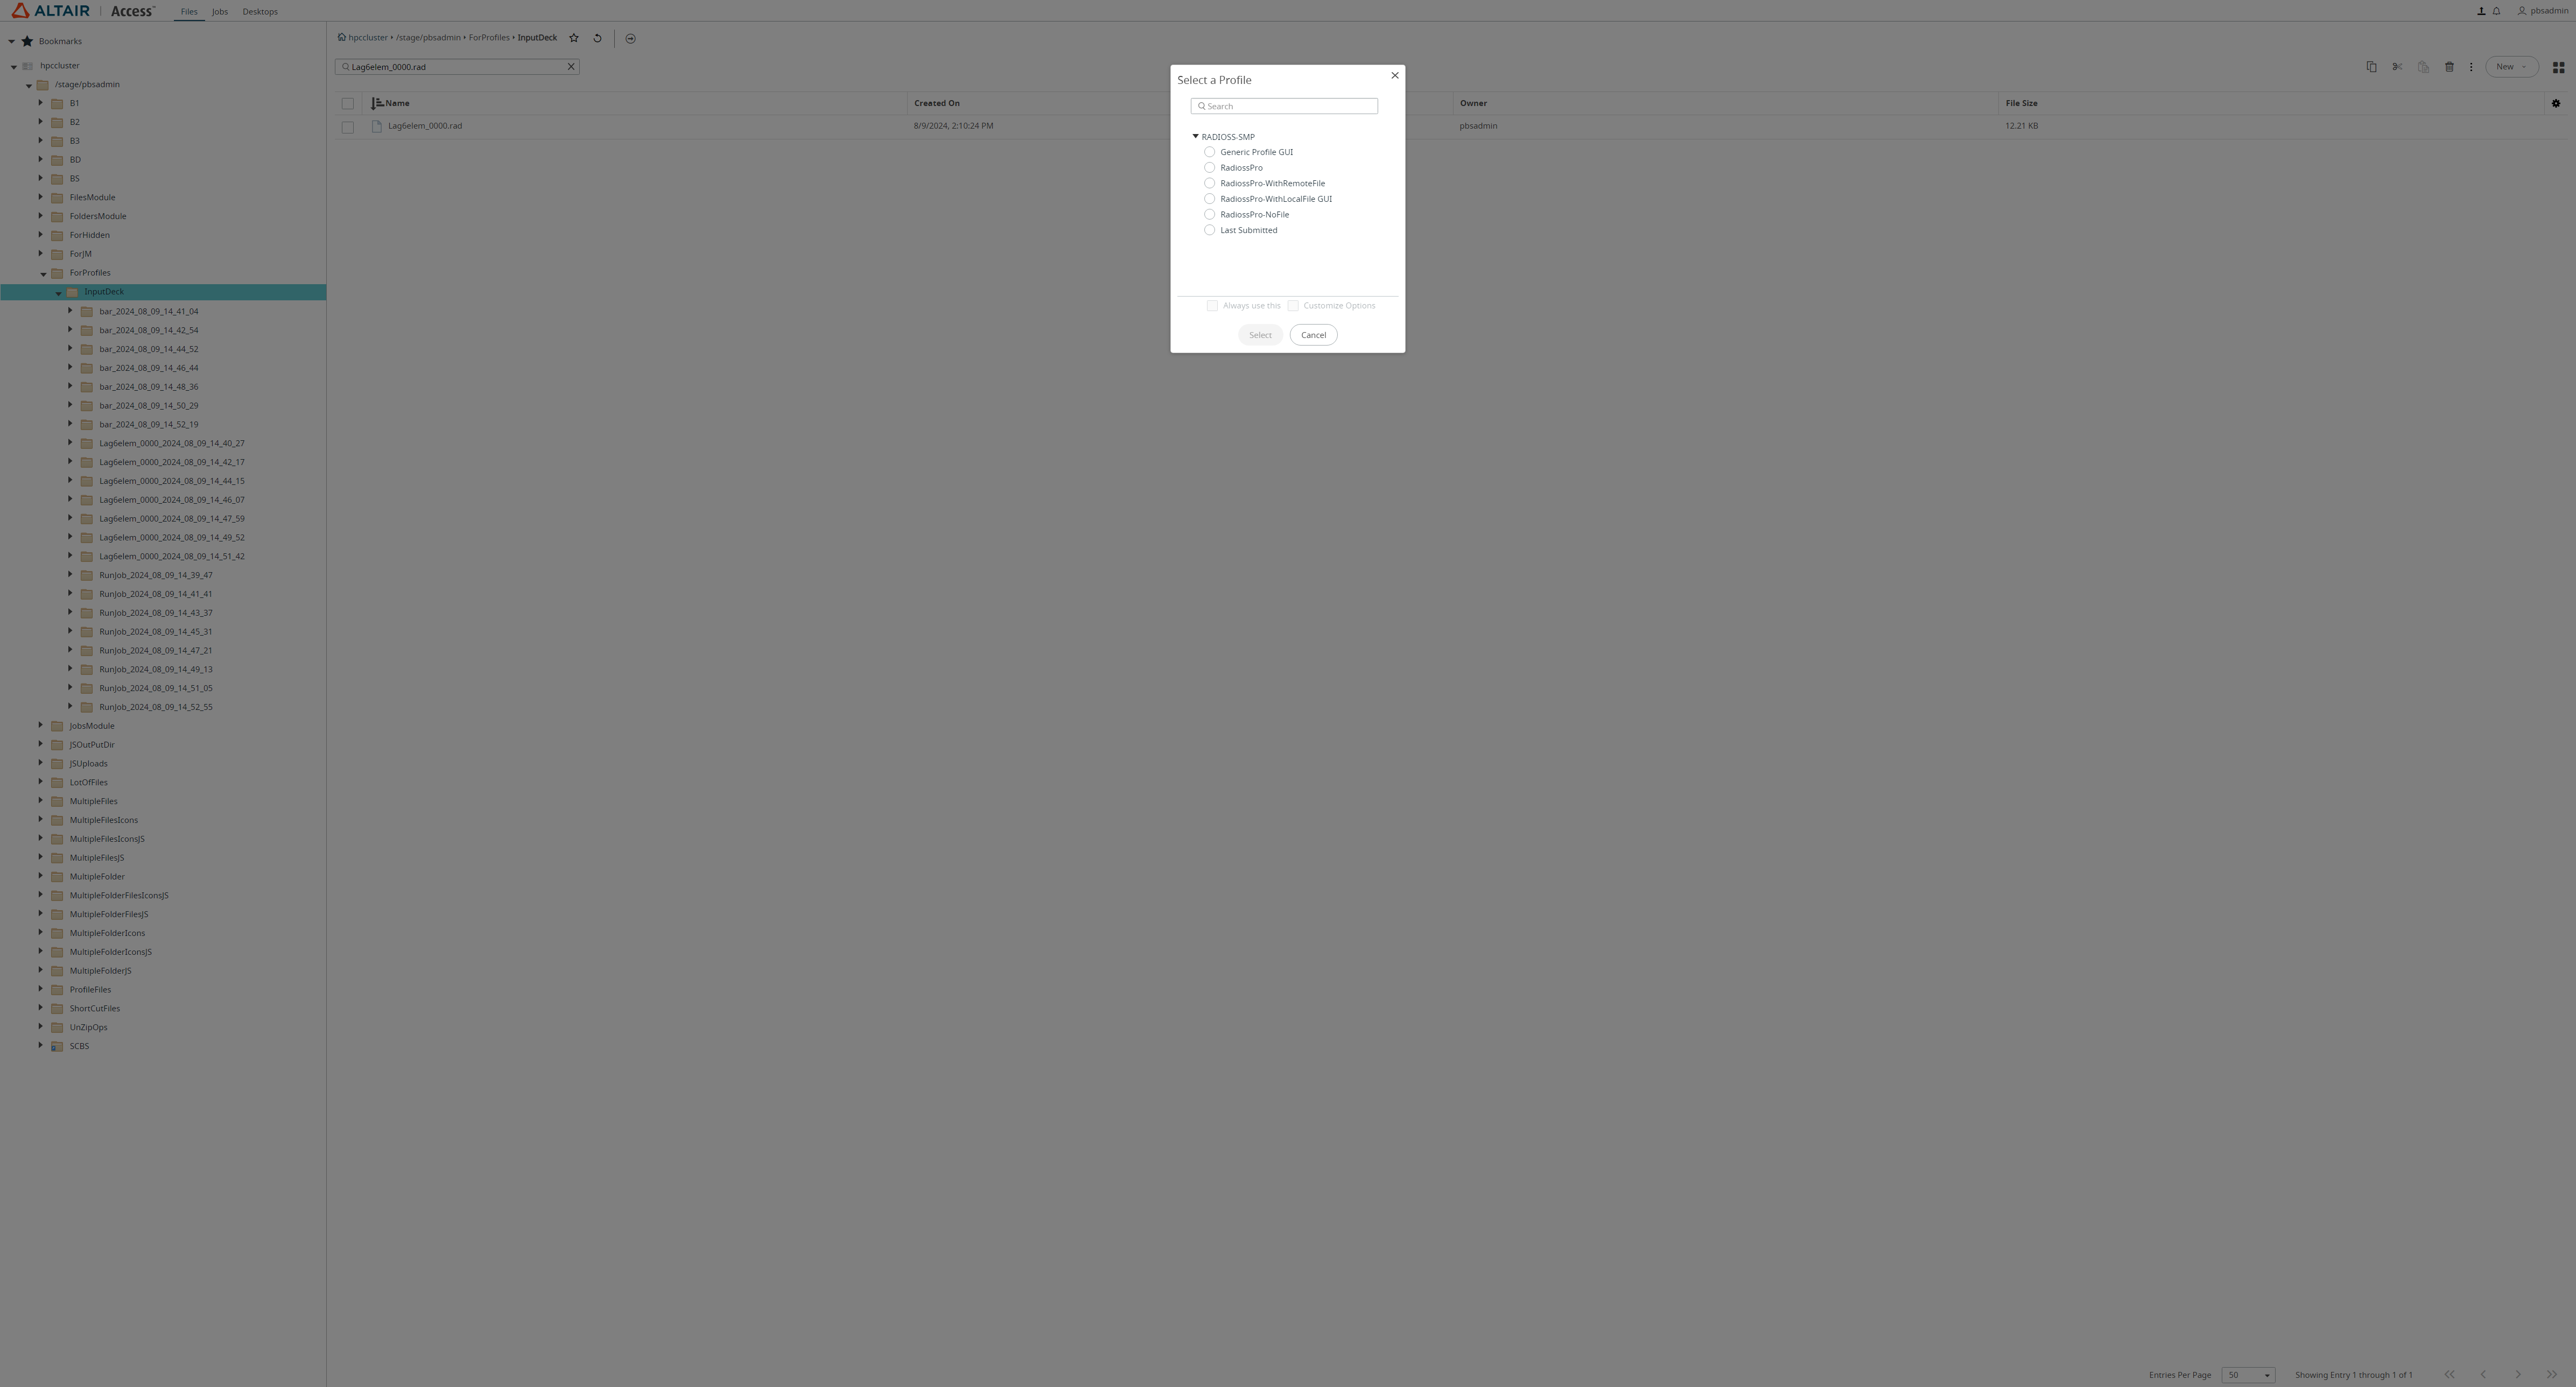 ALTAIR | Access™ Files Jobs Desktops pbsadmin
Bookmarks
hpccluster
/stage/pbsadmin
B1
B2
B3
BD
BS
FilesModule
FoldersModule
ForHidden
ForJM
ForProfiles
InputDeck
bar_2024_08_09_14_41_04
bar_2024_08_09_14_42_54
bar_2024_08_09_14_44_52
bar_2024_08_09_14_46_44
bar_2024_08_09_14_48_36
bar_2024_08_09_14_50_29
bar_2024_08_09_14_52_19
Lag6elem_0000_2024_08_09_14_40_27
Lag6elem_0000_2024_08_09_14_42_17
Lag6elem_0000_2024_08_09_14_44_15
Lag6elem_0000_2024_08_09_14_46_07
Lag6elem_0000_2024_08_09_14_47_59
Lag6elem_0000_2024_08_09_14_49_52
Lag6elem_0000_2024_08_09_14_51_42
RunJob_2024_08_09_14_39_47
RunJob_2024_08_09_14_41_41
RunJob_2024_08_09_14_43_37
RunJob_2024_08_09_14_45_31
RunJob_2024_08_09_14_47_21
RunJob_2024_08_09_14_49_13
RunJob_2024_08_09_14_51_05
RunJob_2024_08_09_14_52_55
JobsModule
JSOutPutDir
JSUploads
LotOfFiles
MultipleFiles
MultipleFilesIcons
MultipleFilesIconsJS
MultipleFilesJS
MultipleFolder
MultipleFolderFilesIconsJS
MultipleFolderFilesJS
MultipleFolderIcons
MultipleFolderIconsJS
MultipleFolderJS
ProfileFiles
ShortCutFiles
UnZipOps
SCBS
hpccluster /stage/pbsadmin ForProfiles InputDeck
Lag6elem_0000.rad
New
Name Created On Owner File Size
Lag6elem_0000.rad 8/9/2024, 2:10:24 PM pbsadmin 12.21 KB
Select a Profile
Search
RADIOSS-SMP
Generic Profile GUI
RadiossPro
RadiossPro-WithRemoteFile
RadiossPro-WithLocalFile GUI
RadiossPro-NoFile
Last Submitted
Always use this Customize Options
Select Cancel
Entries Per Page 50 Showing Entry 1 through 1 of 1